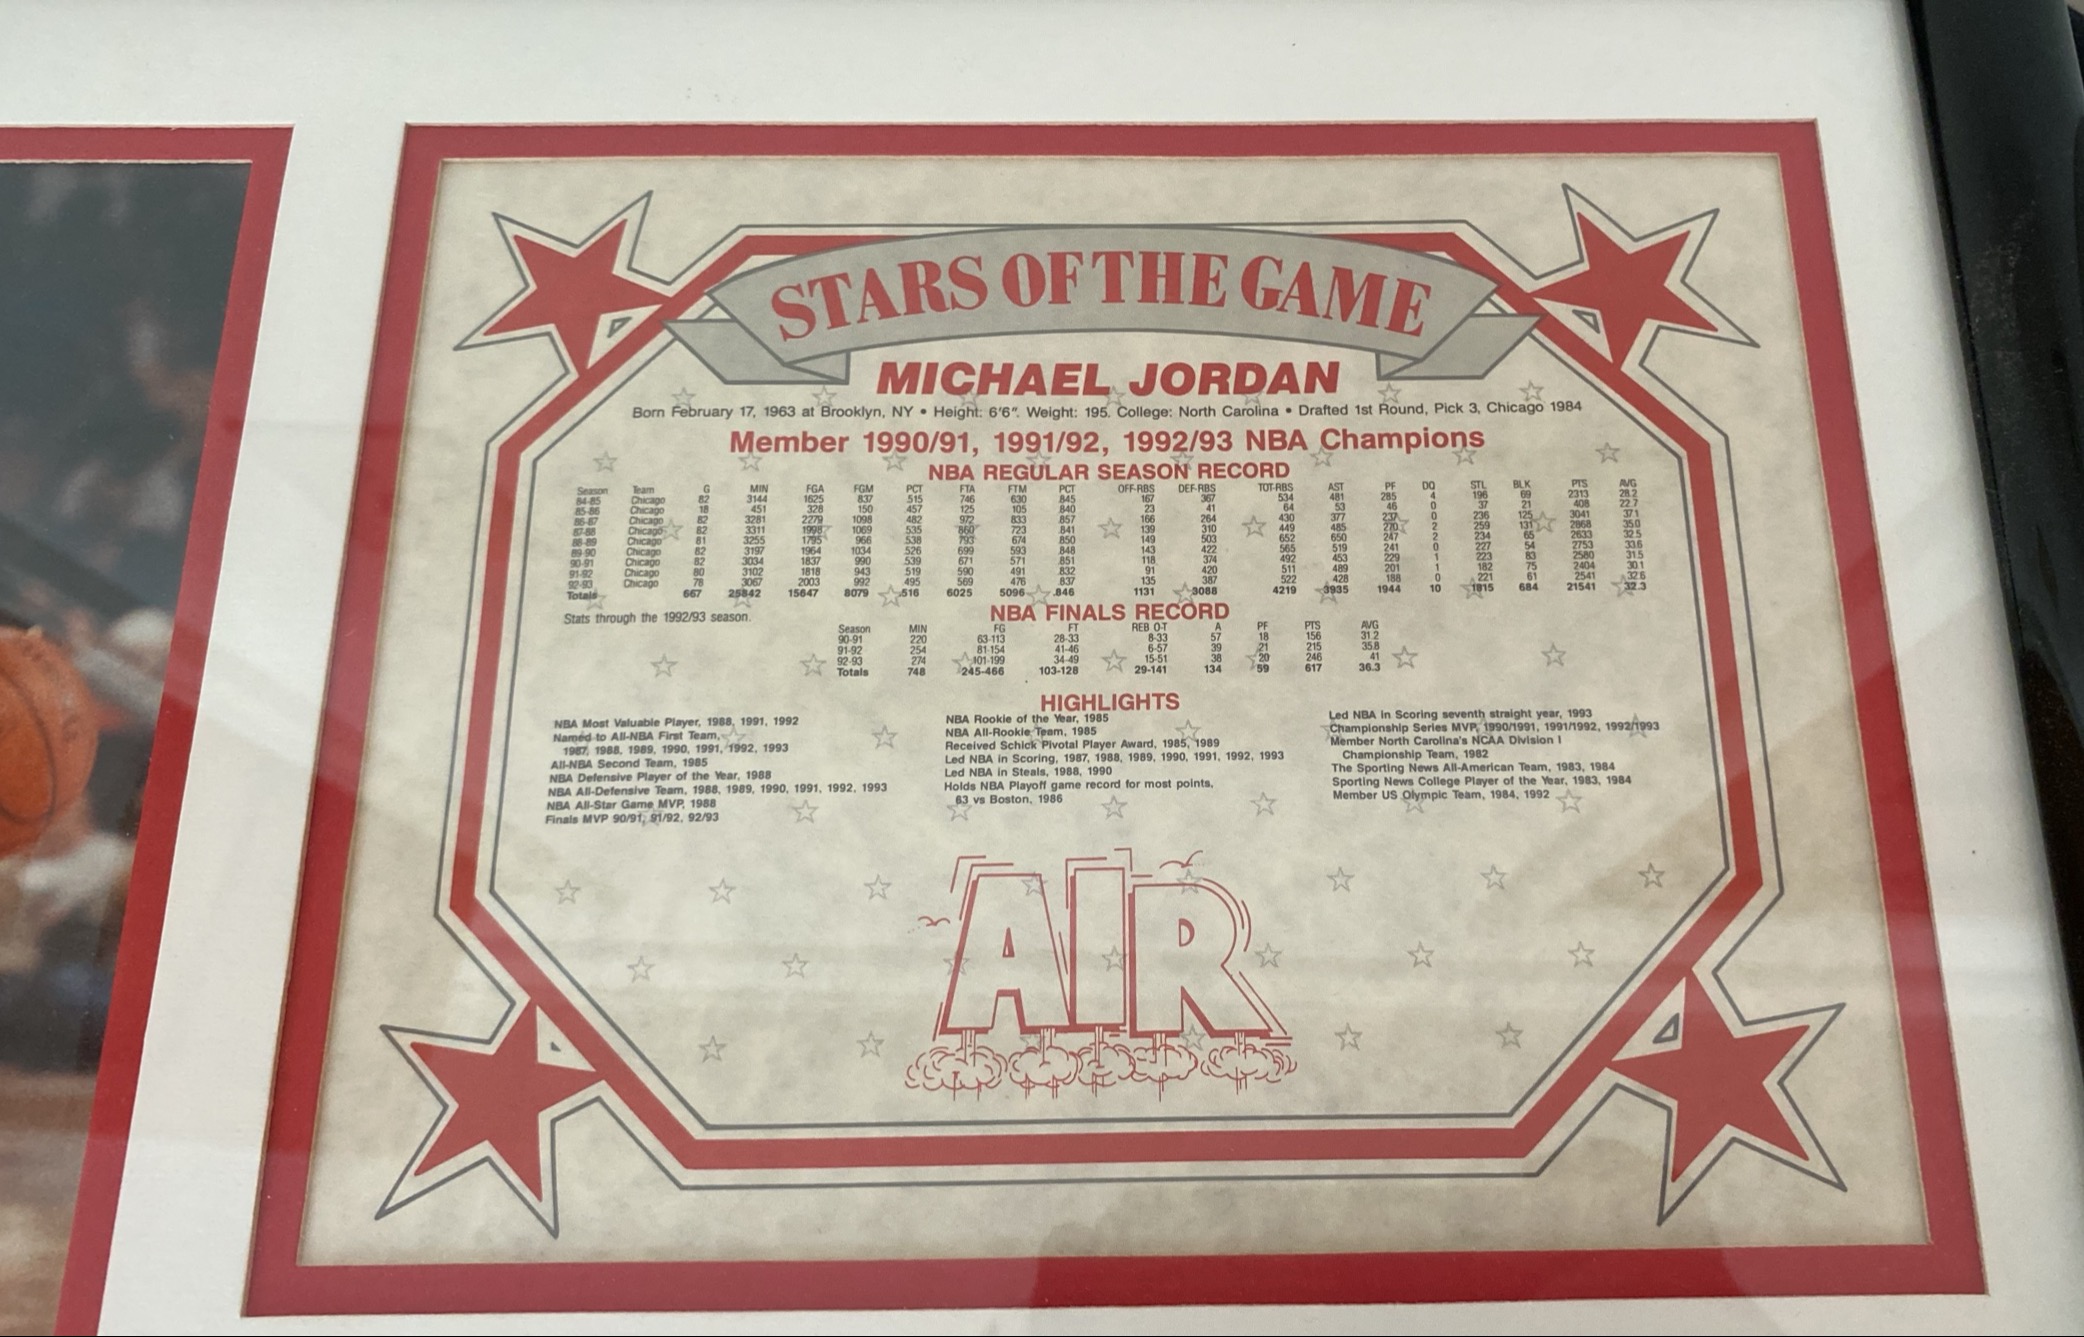 STARS OF THE GAME
MICHAEL JORDAN
Born February 17, 1963 at Brooklyn, NY • Height: 6'6". Weight: 195. College: North Carolina • Drafted 1st Round, Pick 3, Chicago 1984
Member 1990/91, 1991/92, 1992/93 NBA Champions
NBA REGULAR SEASON RECORD
Season Team G MIN FGA FGM PCT FTA FTM PCT OFF-RBS DEF-RBS TOT-RBS AST PF DQ STL BLK PTS AVG
84-85 Chicago 82 3144 1625 837 .515 746 630 .845 167 367 534 481 285 4 196 69 2313 28.2
85-86 Chicago 18 451 328 150 .457 125 105 .840 23 41 64 53 46 0 37 21 408 22.7
86-87 Chicago 82 3281 2279 1098 .482 972 833 .857 166 264 430 377 237 0 236 125 3041 37.1
87-88 Chicago 82 3311 1998 1069 .535 860 723 .841 139 310 449 485 270 2 259 131 2868 35.0
88-89 Chicago 81 3255 1795 966 .538 793 674 .850 149 503 652 650 247 2 234 65 2633 32.5
89-90 Chicago 82 3197 1964 1034 .526 699 593 .848 143 422 565 519 241 0 227 54 2753 33.6
90-91 Chicago 82 3034 1837 990 .539 671 571 .851 118 374 492 453 229 1 223 83 2580 31.5
91-92 Chicago 80 3102 1818 943 .519 590 491 .832 91 420 511 489 201 1 182 75 2404 30.1
92-93 Chicago 78 3067 2003 992 .495 569 476 .837 135 387 522 428 188 0 221 61 2541 32.6
Totals 667 25842 15647 8079 .516 6025 5096 .846 1131 3088 4219 3935 1944 10 1815 684 21541 32.3
Stats through the 1992/93 season.
NBA FINALS RECORD
Season MIN FG FT REB O-T A PF PTS AVG
90-91 220 63-113 28-33 8-33 57 18 156 31.2
91-92 254 81-154 41-46 6-57 39 21 215 35.8
92-93 274 101-199 34-49 15-51 38 20 246 41
Totals 748 245-466 103-128 29-141 134 59 617 36.3
HIGHLIGHTS
NBA Most Valuable Player, 1988, 1991, 1992
Named to All-NBA First Team,
1987, 1988, 1989, 1990, 1991, 1992, 1993
All-NBA Second Team, 1985
NBA Defensive Player of the Year, 1988
NBA All-Defensive Team, 1988, 1989, 1990, 1991, 1992, 1993
NBA All-Star Game MVP, 1988
Finals MVP 90/91, 91/92, 92/93
NBA Rookie of the Year, 1985
NBA All-Rookie Team, 1985
Received Schick Pivotal Player Award, 1985, 1989
Led NBA in Scoring, 1987, 1988, 1989, 1990, 1991, 1992, 1993
Led NBA in Steals, 1988, 1990
Holds NBA Playoff game record for most points,
63 vs Boston, 1986
Led NBA in Scoring seventh straight year, 1993
Championship Series MVP, 1990/1991, 1991/1992, 1992/1993
Member North Carolina's NCAA Division I
Championship Team, 1982
The Sporting News All-American Team, 1983, 1984
Sporting News College Player of the Year, 1983, 1984
Member US Olympic Team, 1984, 1992
AIR